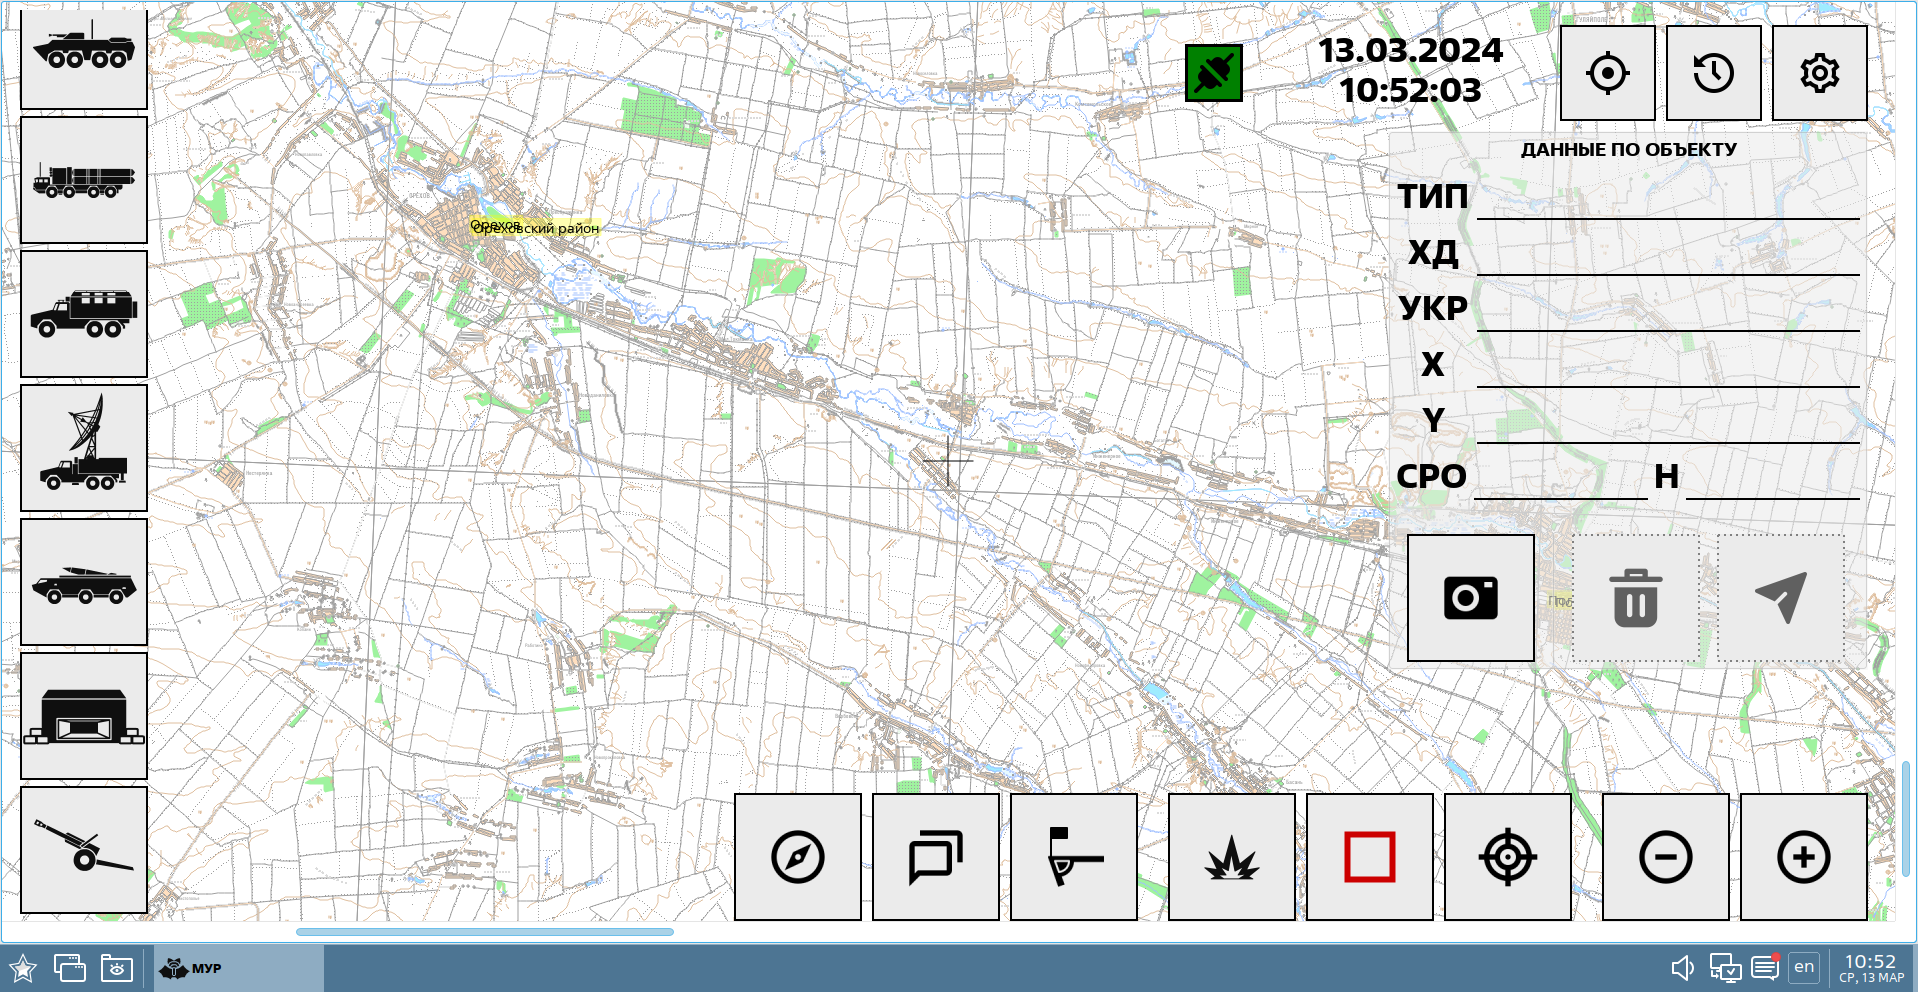 13.03.2024
10:52:03
ДАННЫЕ ПО ОБЪЕКТУ
ТИП
ХД
УКР
X
Y
СРО
Н
Орехов
Ореховский район
МУР
en
10:52
СР, 13 МАР